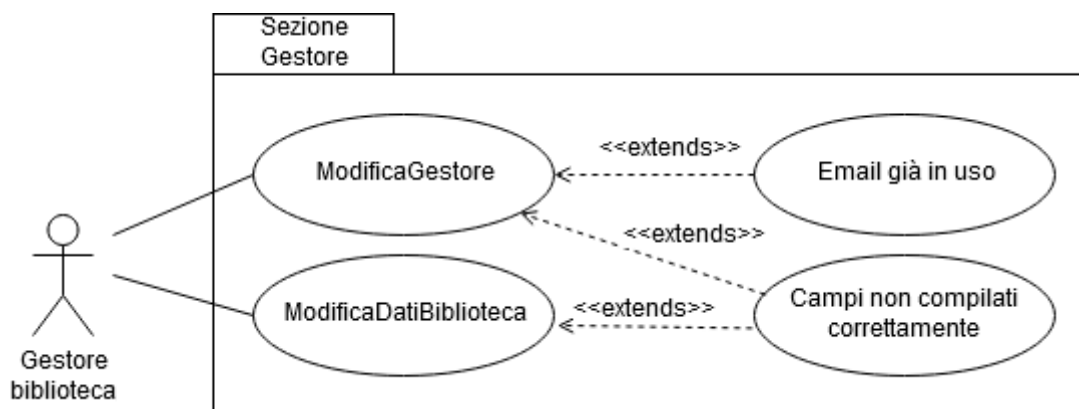 Sezione
Gestore
ModificaGestore
<<extends>>
Email già in uso
<<extends>>
ModificaDatiBiblioteca
<<extends>>
Campi non compilati
correttamente
Gestore
biblioteca